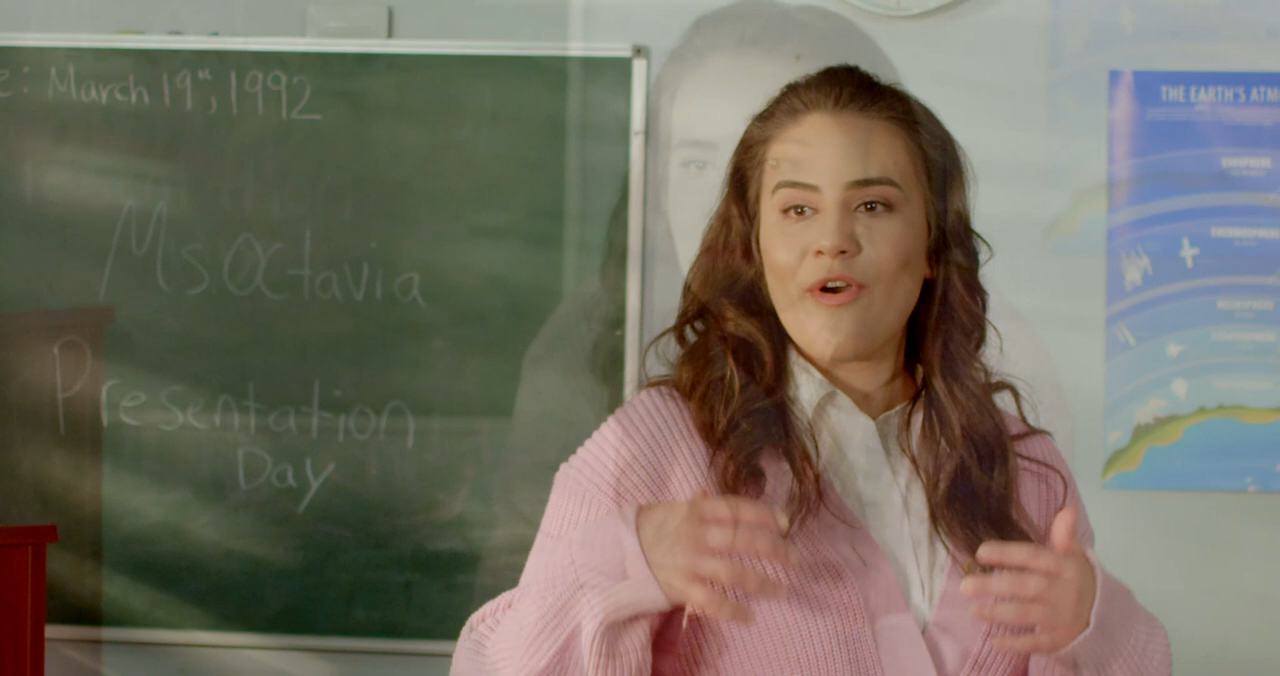 e: March 19th, 1992
Ms Octavia
Presentation
Day
THE EARTH'S ATM